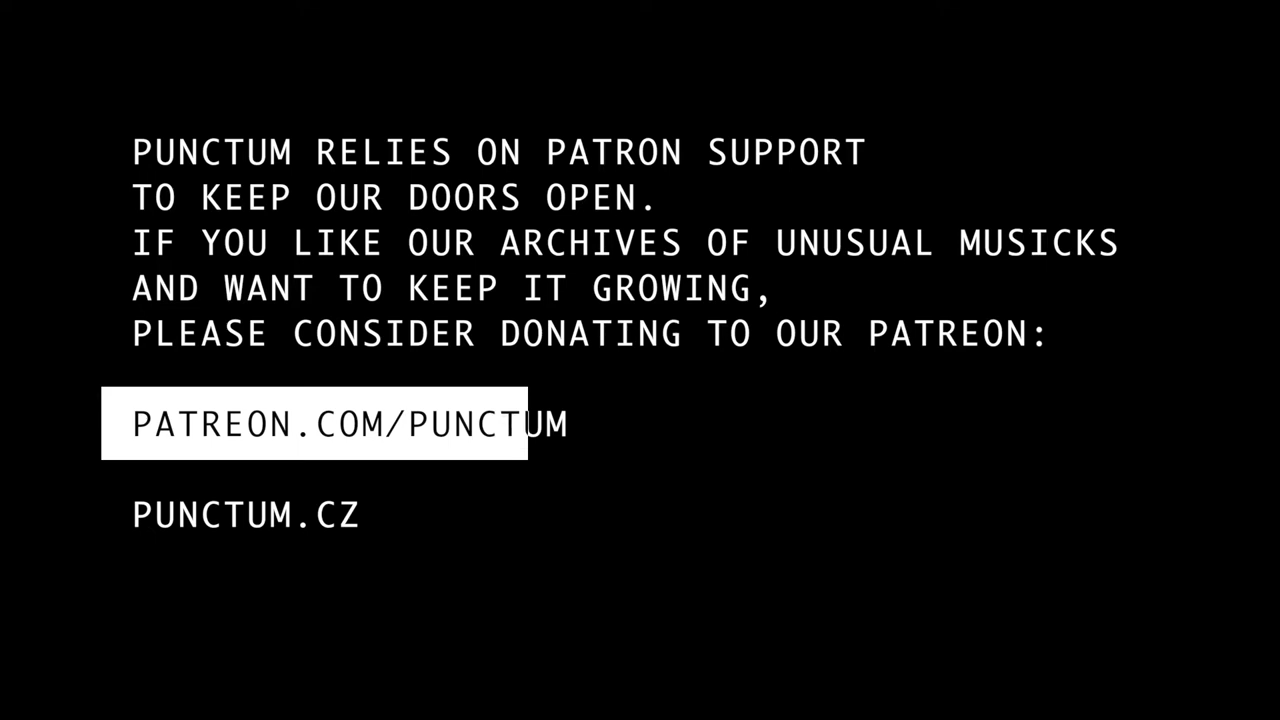 PUNCTUM RELIES ON PATRON SUPPORT
TO KEEP OUR DOORS OPEN.
IF YOU LIKE OUR ARCHIVES OF UNUSUAL MUSICKS
AND WANT TO KEEP IT GROWING,
PLEASE CONSIDER DONATING TO OUR PATREON:
PATREON.COM/PUNCTUM
PUNCTUM.CZ